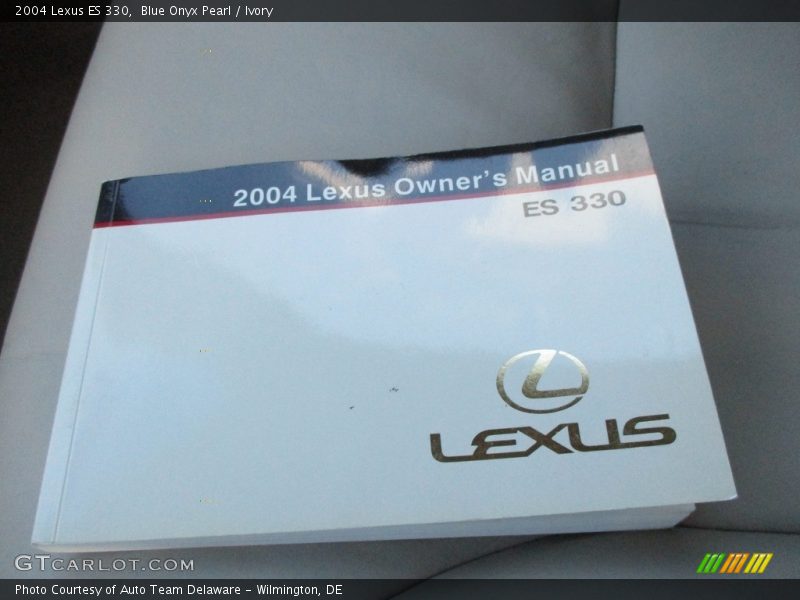 2004 Lexus ES 330, Blue Onyx Pearl / Ivory
2004 Lexus Owner's Manual
ES 330
LEXUS
GTCARLOT.COM
Photo Courtesy of Auto Team Delaware - Wilmington, DE